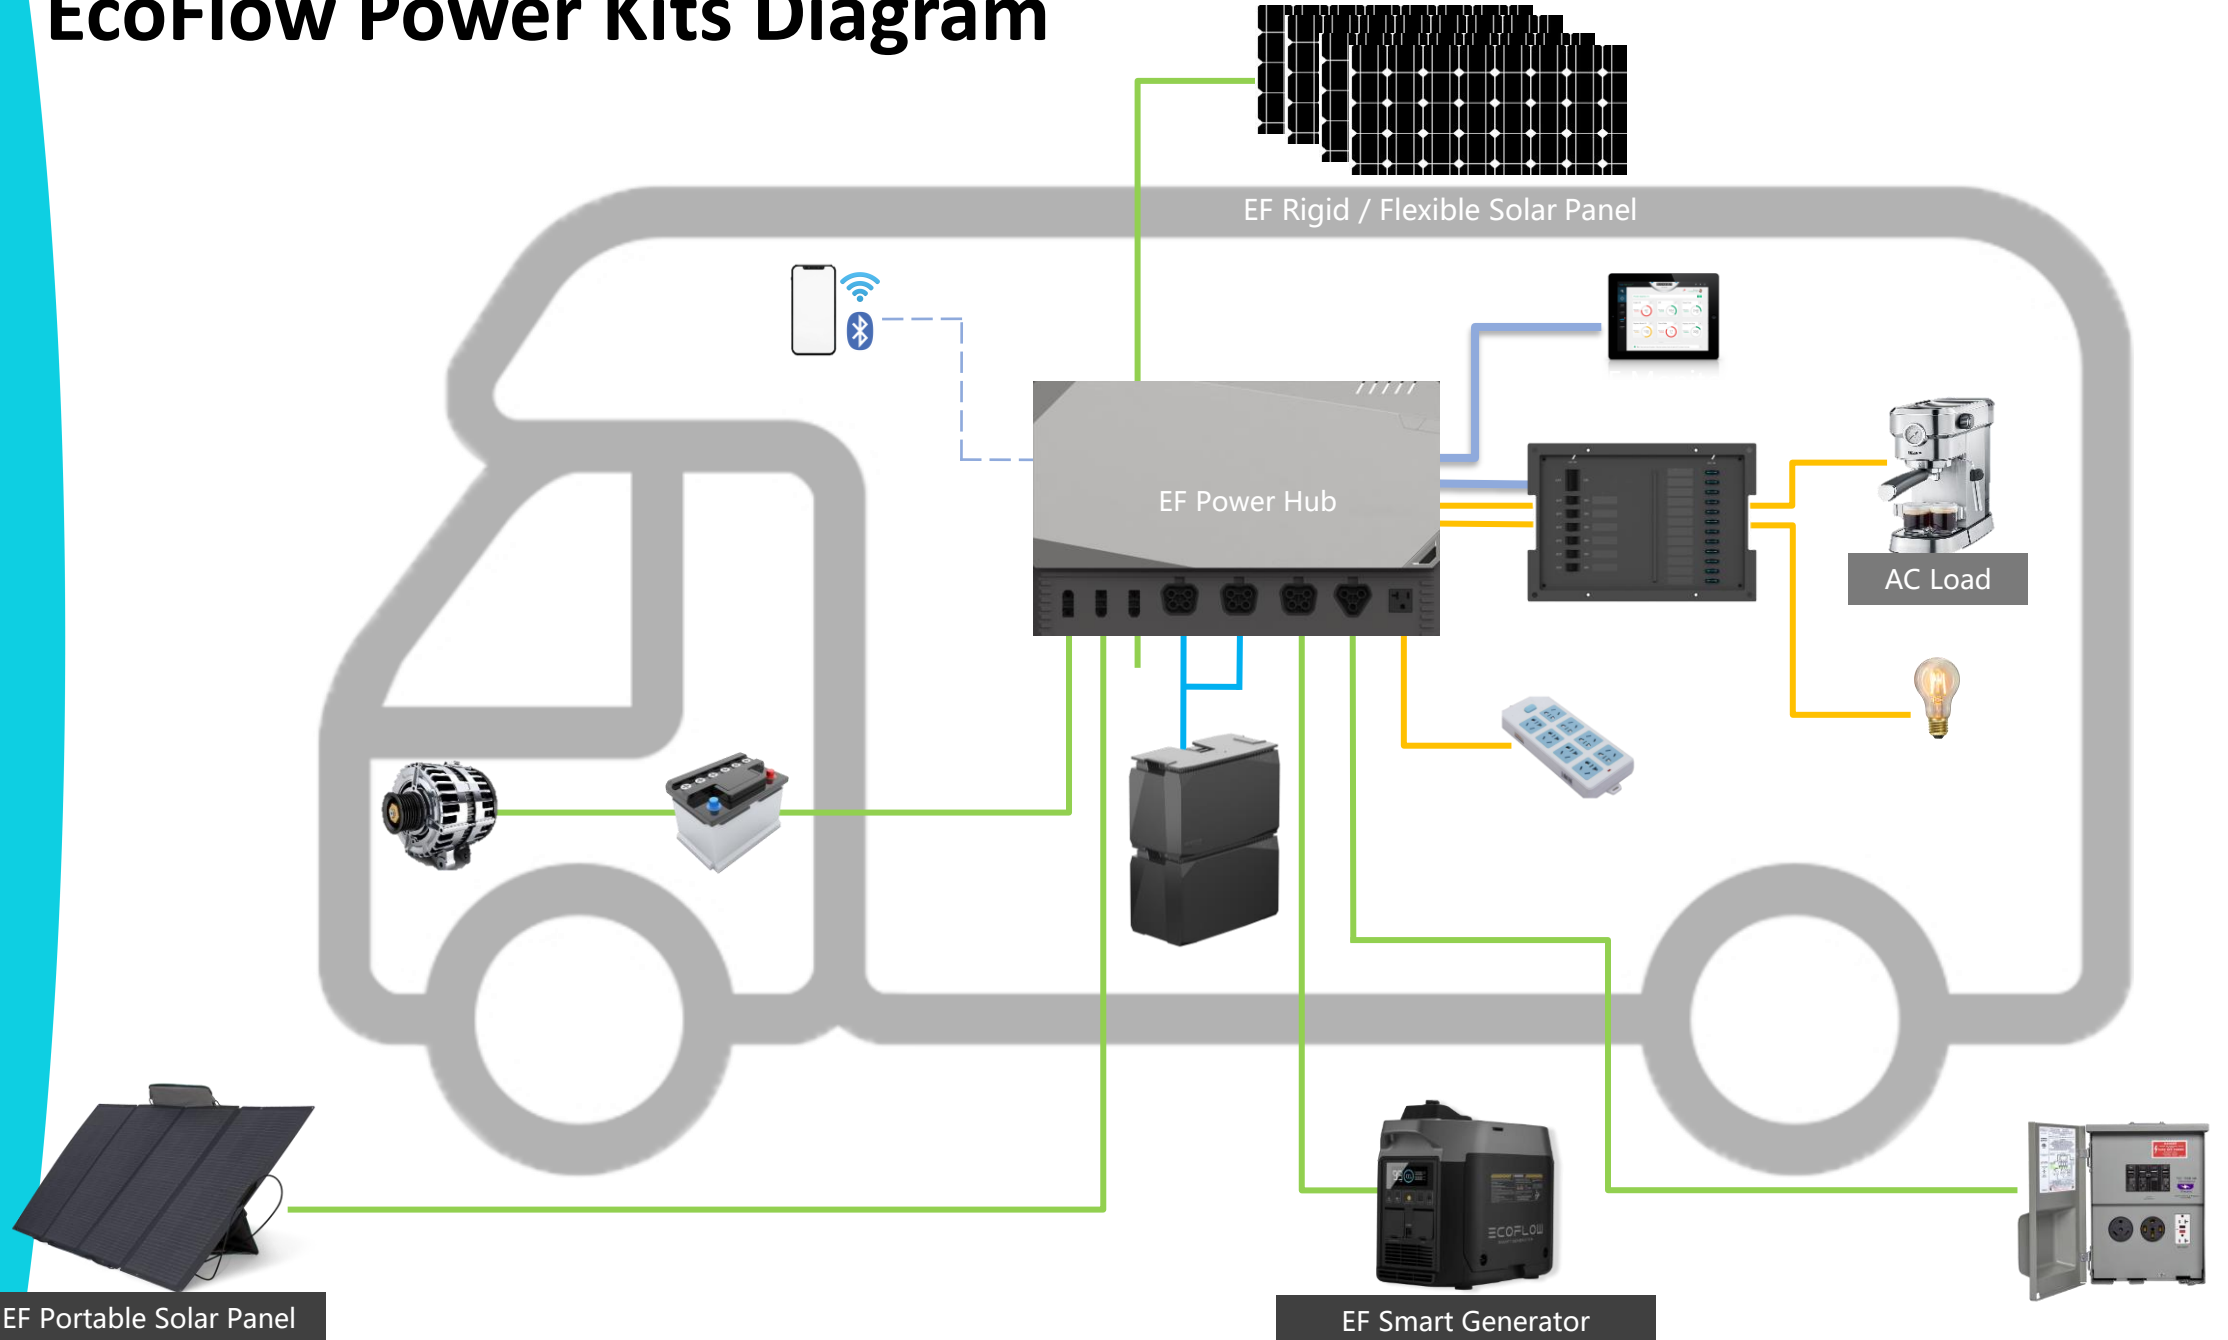 EcoFlow Power Kits Diagram
EF Rigid / Flexible Solar Panel
EF Power Hub
AC Load
ECOFLOW
EF Portable Solar Panel
EF Smart Generator